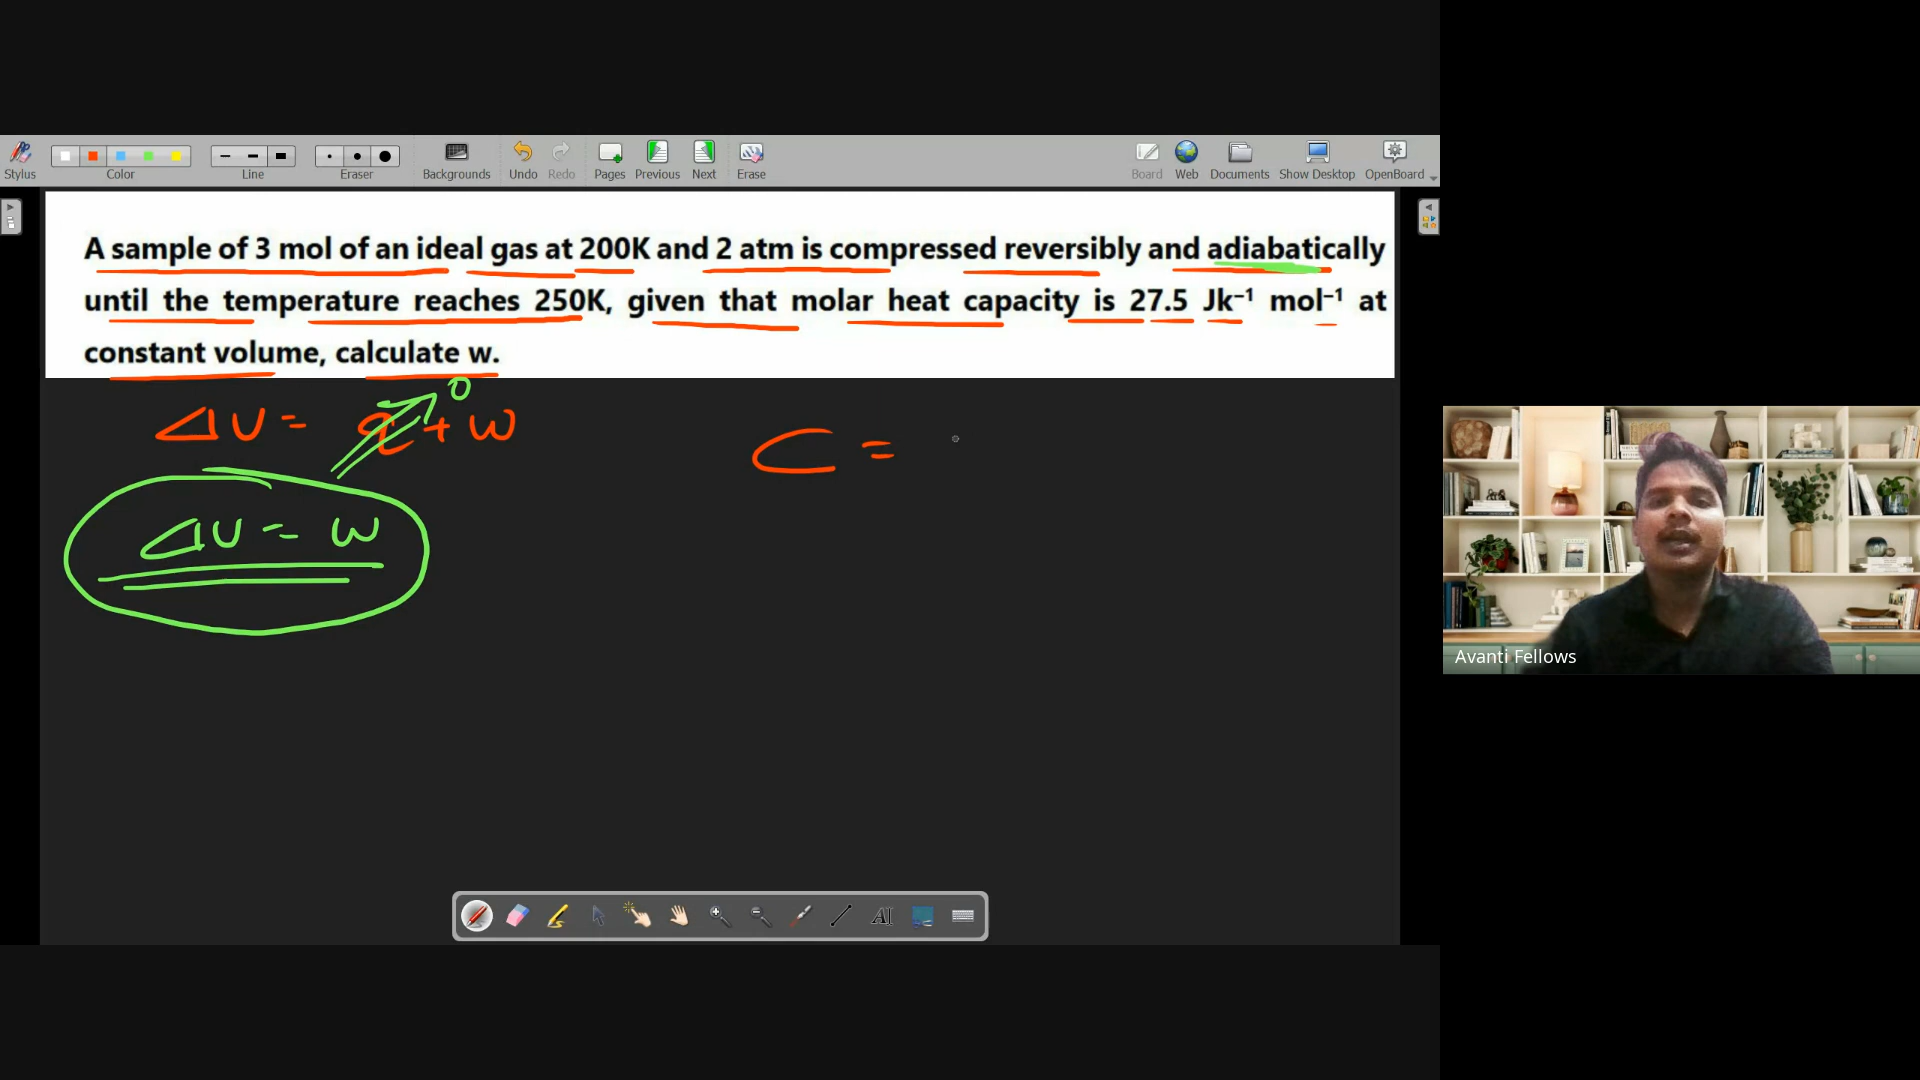 Stylus Color Line Eraser Backgrounds Undo Redo Pages Previous Next Erase Board Web Documents Show Desktop OpenBoard
A sample of 3 mol of an ideal gas at 200K and 2 atm is compressed reversibly and adiabatically
until the temperature reaches 250K, given that molar heat capacity is 27.5 Jk⁻¹ mol⁻¹ at
constant volume, calculate w.
0
ΔU = q + w
C =
ΔU = w
Avanti Fellows
AI